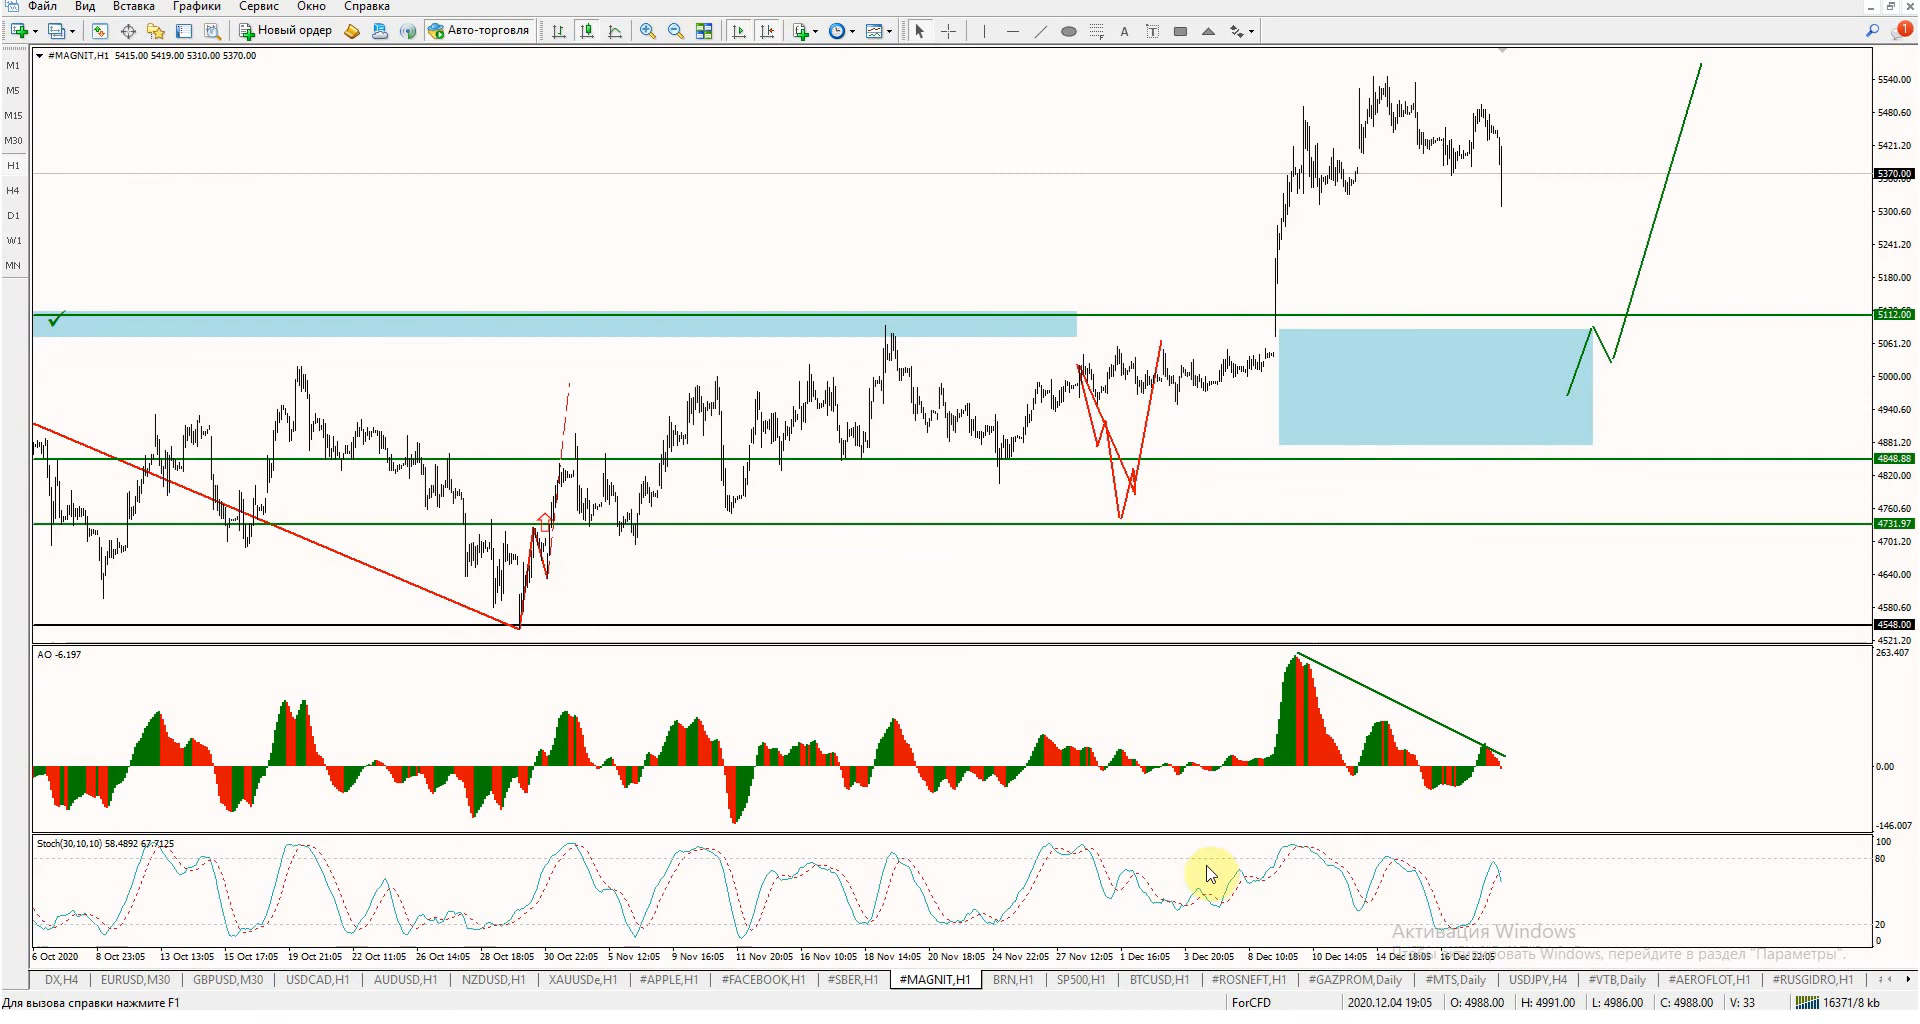 Файл Вид Вставка Графики Сервис Окно Справка
Новый ордер Авто-торговля A T 1
M1
M5
M15
M30
H1
H4
D1
W1
MN
#MAGNIT,H1 5415.00 5419.00 5310.00 5370.00
5540.00
5480.60
5421.20
5370.00
5300.60
5241.20
5180.00
5112.00
5061.20
5000.00
4940.60
4881.20
4848.88
4820.00
4760.60
4731.97
4701.20
4640.00
4580.60
4548.00
4521.20
AO -6.197
263.407
0.00
-146.007
Stoch(30,10,10) 58.4892 67.7125
100
80
20
0
Активация Windows
6 Oct 2020 8 Oct 23:05 13 Oct 13:05 15 Oct 17:05 19 Oct 21:05 22 Oct 11:05 26 Oct 14:05 28 Oct 18:05 30 Oct 22:05 5 Nov 12:05 9 Nov 16:05 11 Nov 20:05 16 Nov 10:05 18 Nov 14:05 20 Nov 18:05 24 Nov 22:05 27 Nov 12:05 1 Dec 16:05 3 Dec 20:05 8 Dec 10:05 10 Dec 14:05 14 Dec 18:05 16 Dec 22:05
Windows, перейдите в раздел "Параметры".
DX,H4 EURUSD,M30 GBPUSD,M30 USDCAD,H1 AUDUSD,H1 NZDUSD,H1 XAUUSDe,H1 #APPLE,H1 #FACEBOOK,H1 #SBER,H1 #MAGNIT,H1 BRN,H1 SP500,H1 BTCUSD,H1 #ROSNEFT,H1 #GAZPROM,Daily #MTS,Daily USDJPY,H4 #VTB,Daily #AEROFLOT,H1 #RUSGIDRO,H1
Для вызова справки нажмите F1 ForCFD 2020.12.04 19:05 O: 4988.00 H: 4991.00 L: 4986.00 C: 4988.00 V: 33 16371/8 kb